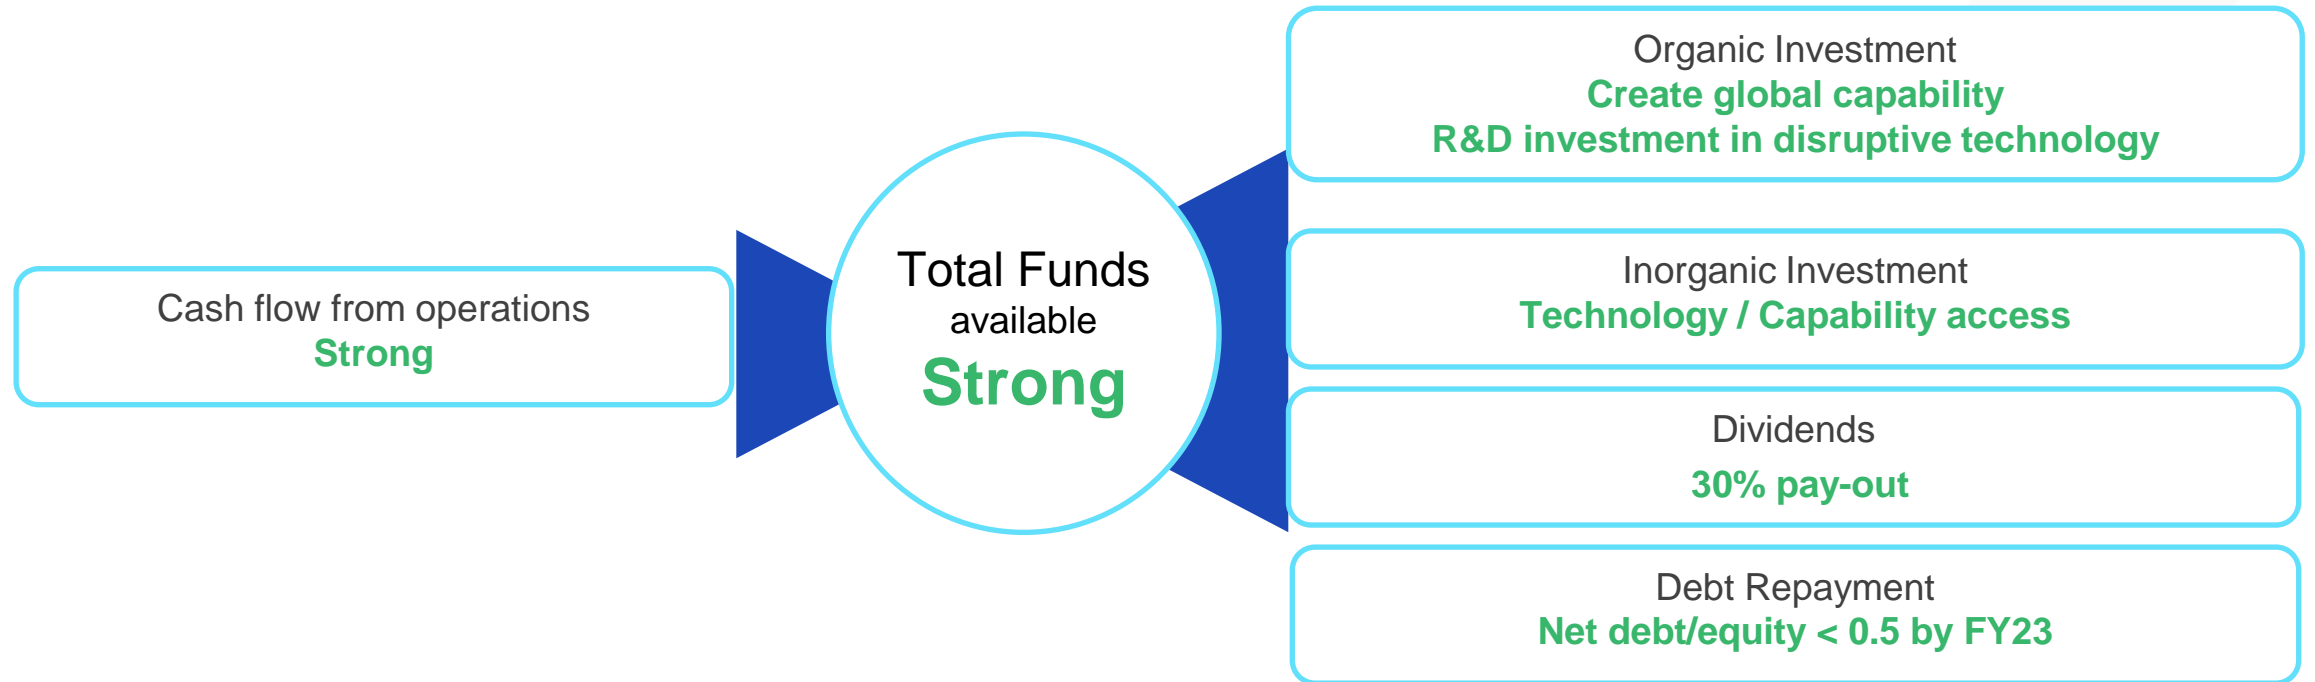 Cash flow from operations
Strong
Total Funds
available
Strong
Organic Investment
Create global capability
R&D investment in disruptive technology
Inorganic Investment
Technology / Capability access
Dividends
30% pay-out
Debt Repayment
Net debt/equity < 0.5 by FY23